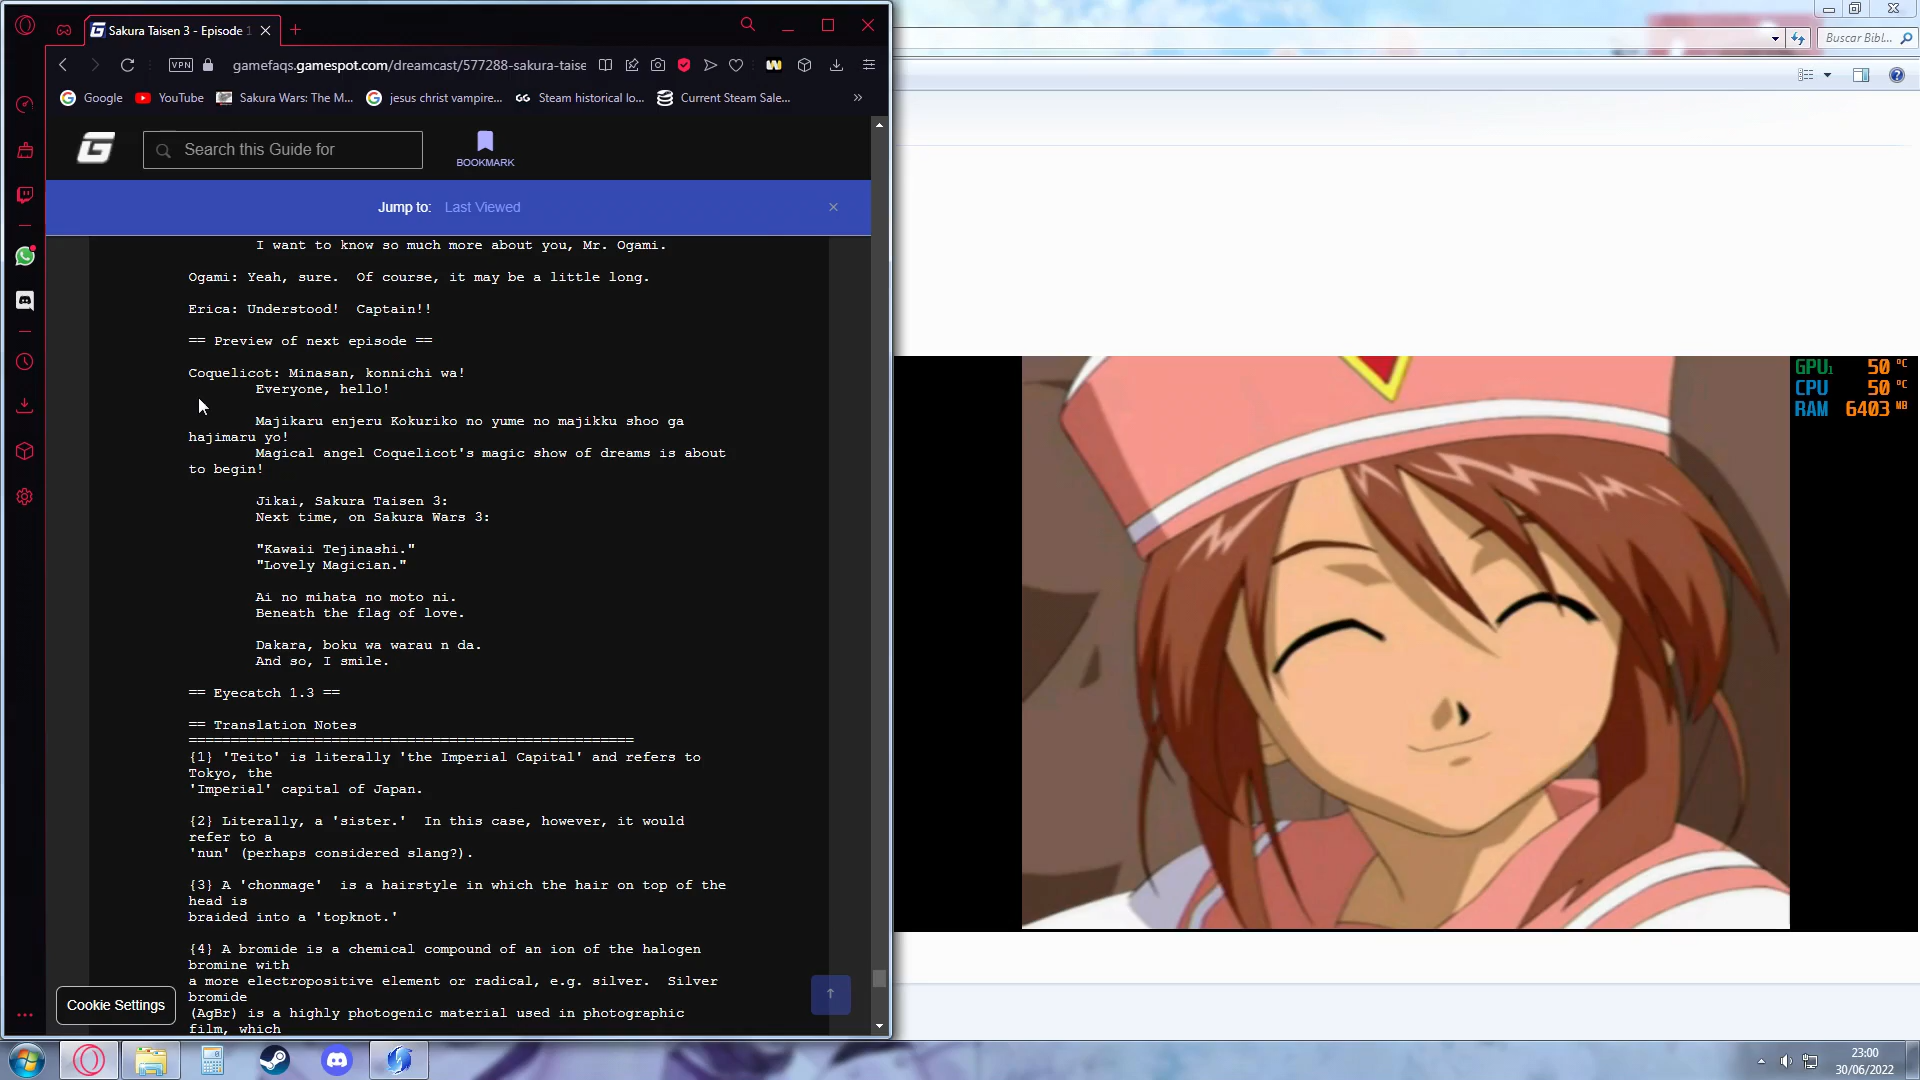 Sakura Taisen 3 - Episode 1
VPN
gamefaqs.gamespot.com/dreamcast/577288-sakura-taise
Google
YouTube
Sakura Wars: The M...
jesus christ vampire...
Steam historical lo...
Current Steam Sale...
»
Search this Guide for
BOOKMARK
Jump to: Last Viewed
I want to know so much more about you, Mr. Ogami.
Ogami: Yeah, sure. Of course, it may be a little long.
Erica: Understood! Captain!!
== Preview of next episode ==
Coquelicot: Minasan, konnichi wa!
Everyone, hello!
Majikaru enjeru Kokuriko no yume no majikku shoo ga
hajimaru yo!
Magical angel Coquelicot's magic show of dreams is about
to begin!
Jikai, Sakura Taisen 3:
Next time, on Sakura Wars 3:
"Kawaii Tejinashi."
"Lovely Magician."
Ai no mihata no moto ni.
Beneath the flag of love.
Dakara, boku wa warau n da.
And so, I smile.
== Eyecatch 1.3 ==
== Translation Notes
=====================================================
{1} 'Teito' is literally 'the Imperial Capital' and refers to
Tokyo, the
'Imperial' capital of Japan.
{2} Literally, a 'sister.' In this case, however, it would
refer to a
'nun' (perhaps considered slang?).
{3} A 'chonmage' is a hairstyle in which the hair on top of the
head is
braided into a 'topknot.'
{4} A bromide is a chemical compound of an ion of the halogen
bromine with
a more electropositive element or radical, e.g. silver. Silver
bromide
(AgBr) is a highly photogenic material used in photographic
film, which
Cookie Settings
Buscar Bibl...
GPU1 50 °C
CPU 50 °C
RAM 6403 MB
23:00
30/06/2022